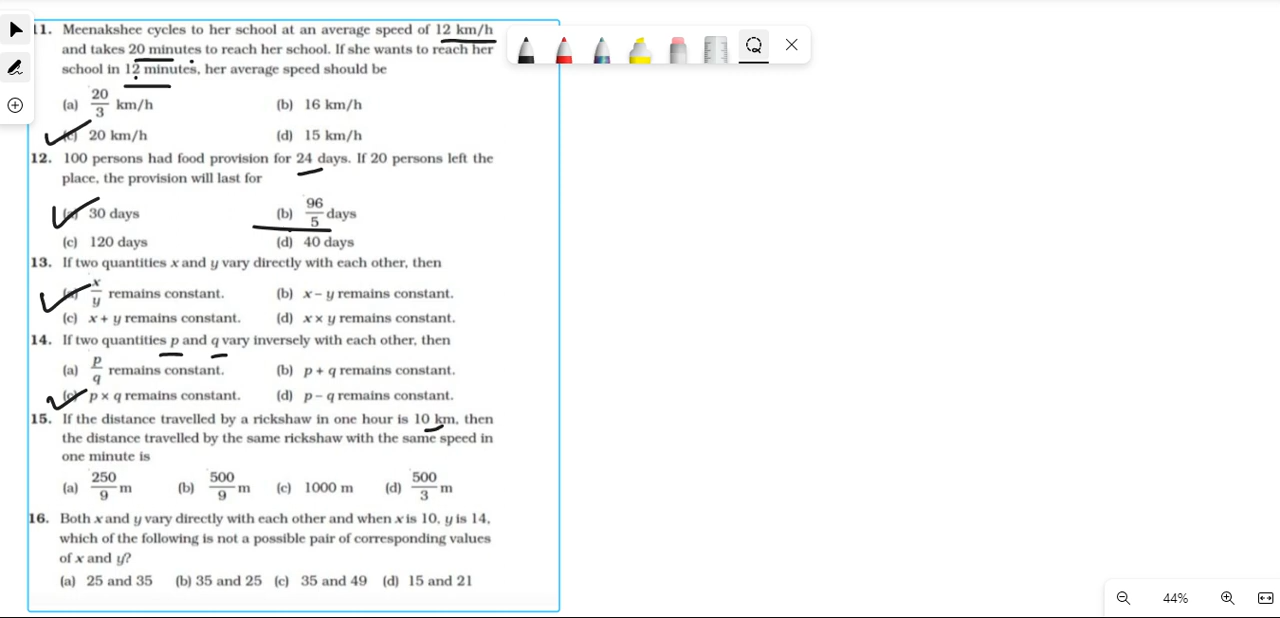 11. Meenakshee cycles to her school at an average speed of 12 km/h
and takes 20 minutes to reach her school. If she wants to reach her
school in 12 minutes, her average speed should be
(a) 20/3 km/h (b) 16 km/h
(c) 20 km/h (d) 15 km/h
12. 100 persons had food provision for 24 days. If 20 persons left the
place, the provision will last for
(a) 30 days (b) 96/5 days
(c) 120 days (d) 40 days
13. If two quantities x and y vary directly with each other, then
(a) x/y remains constant. (b) x – y remains constant.
(c) x + y remains constant. (d) x × y remains constant.
14. If two quantities p and q vary inversely with each other, then
(a) p/q remains constant. (b) p + q remains constant.
(c) p × q remains constant. (d) p – q remains constant.
15. If the distance travelled by a rickshaw in one hour is 10 km, then
the distance travelled by the same rickshaw with the same speed in
one minute is
(a) 250/9 m (b) 500/9 m (c) 1000 m (d) 500/3 m
16. Both x and y vary directly with each other and when x is 10, y is 14,
which of the following is not a possible pair of corresponding values
of x and y?
(a) 25 and 35 (b) 35 and 25 (c) 35 and 49 (d) 15 and 21
44%